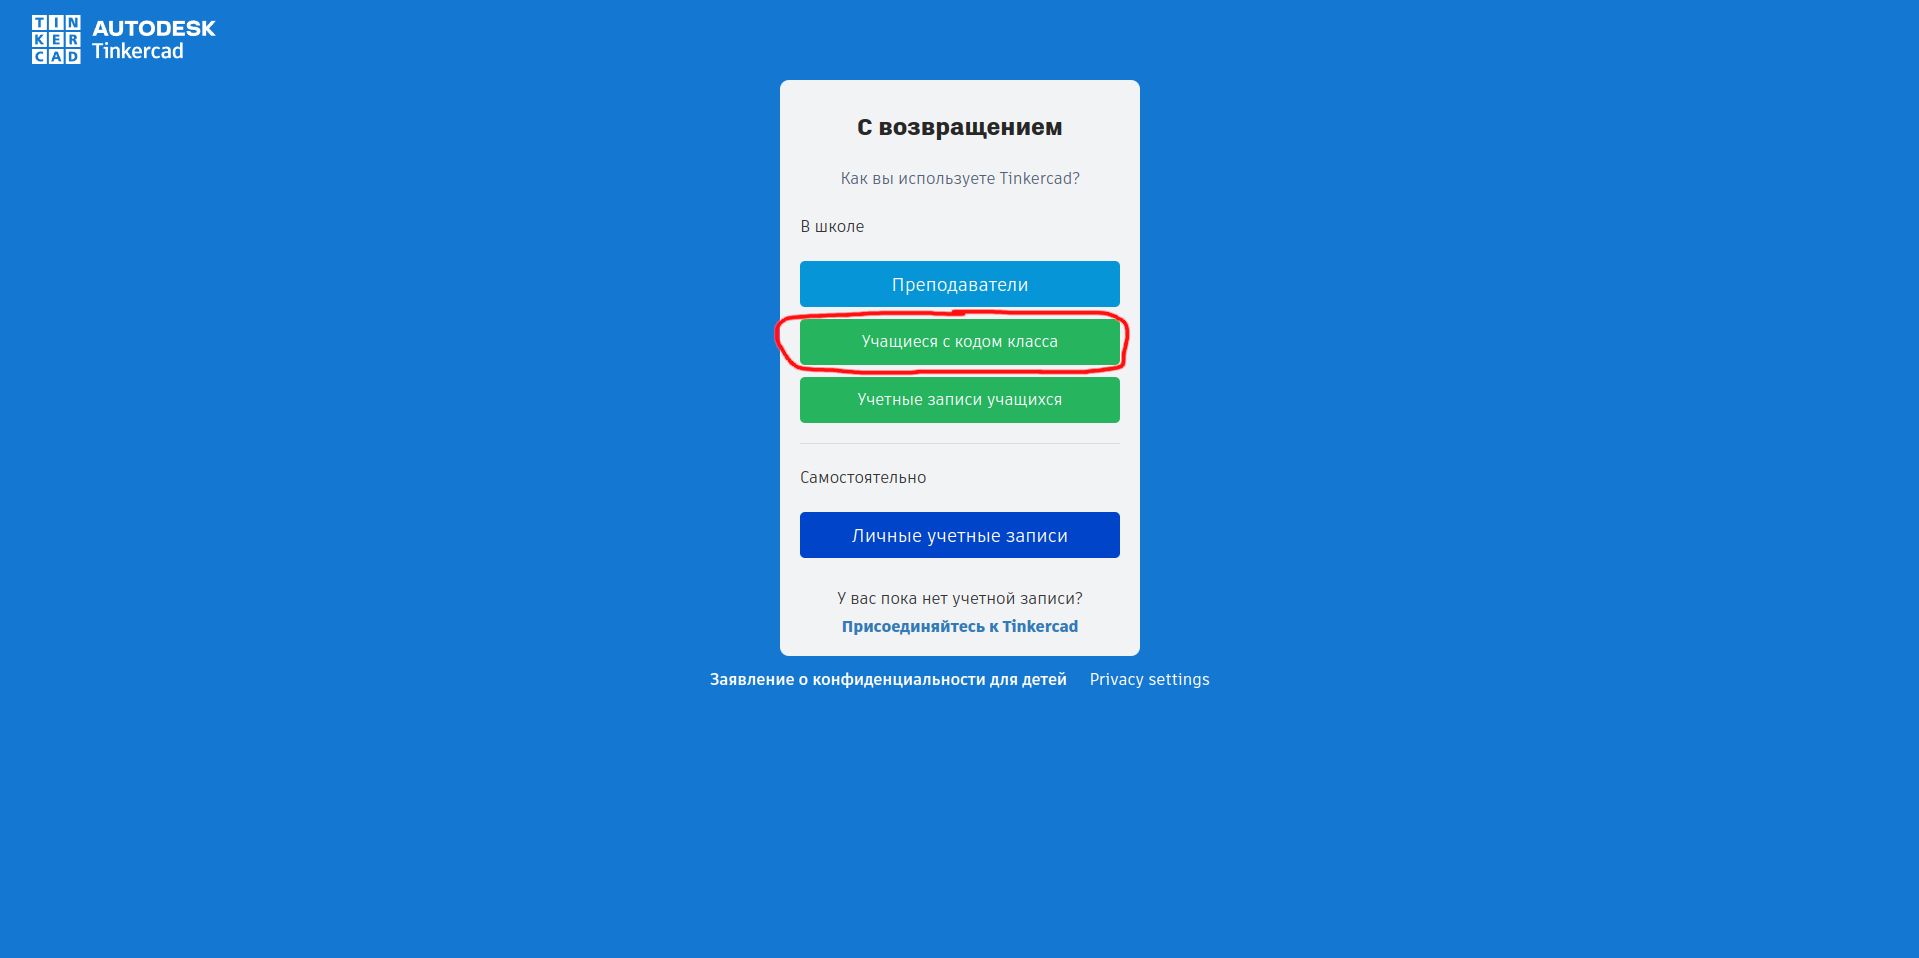 TIN
KER
CAD
AUTODESK
Tinkercad
С возвращением
Как вы используете Tinkercad?
В школе
Преподаватели
Учащиеся с кодом класса
Учетные записи учащихся
Самостоятельно
Личные учетные записи
У вас пока нет учетной записи?
Присоединяйтесь к Tinkercad
Заявление о конфиденциальности для детей Privacy settings